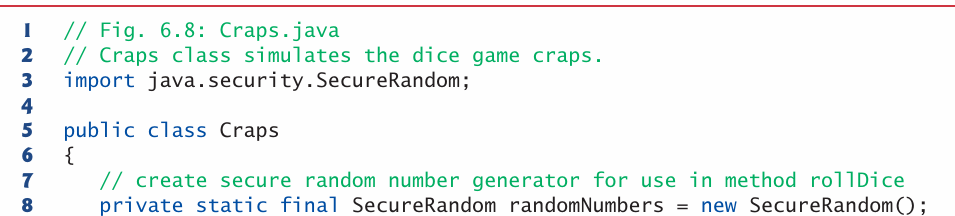 1 // Fig. 6.8: Craps.java
2 // Craps class simulates the dice game craps.
3 import java.security.SecureRandom;
4
5 public class Craps
6 {
7 // create secure random number generator for use in method rollDice
8 private static final SecureRandom randomNumbers = new SecureRandom();